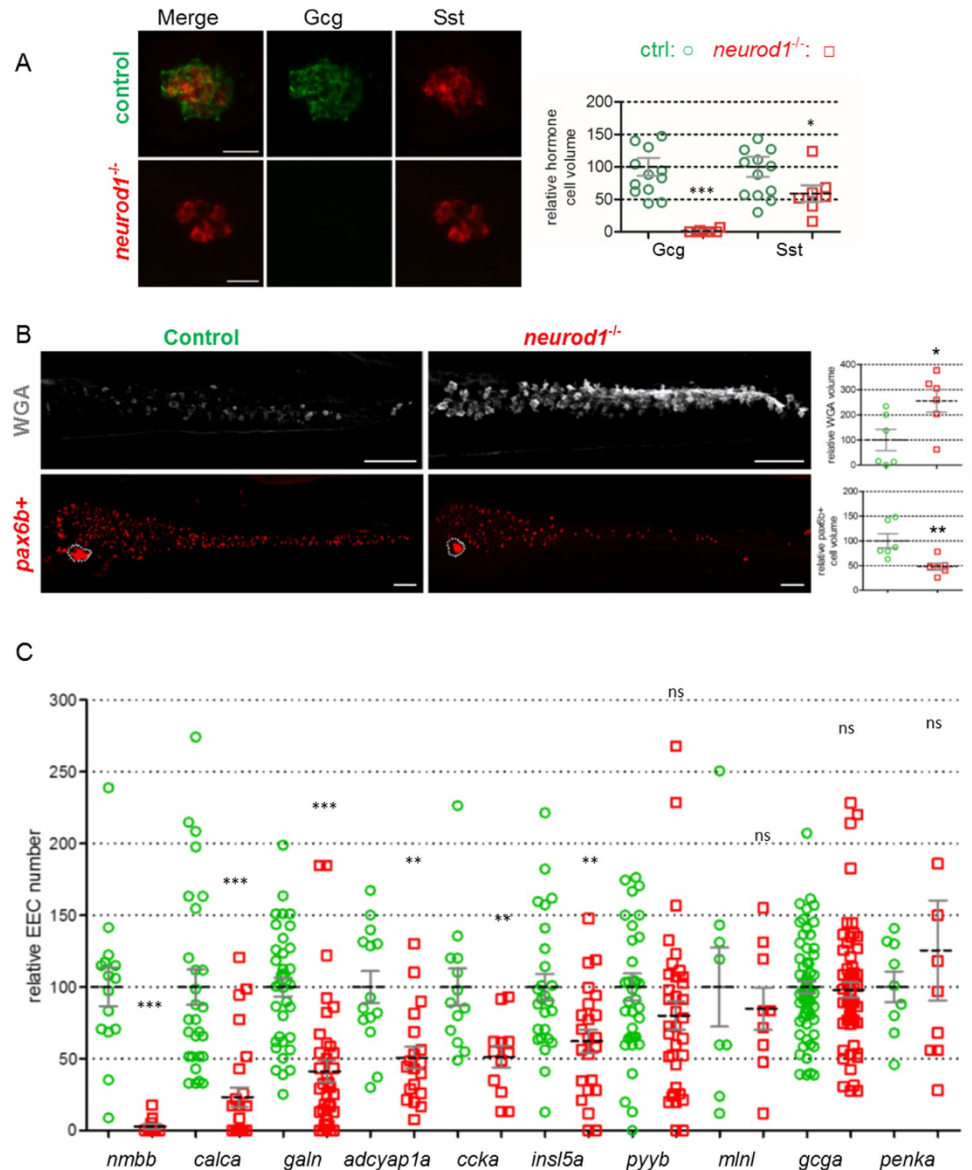 A
Merge Gcg Sst
control
neurod1-/-
ctrl: neurod1-/-:
relative hormone
cell volume
200
150
100
50
0
*
***
Gcg Sst
B
Control neurod1-/-
WGA
pax6b+
relative WGA volume
400
300
200
100
0
*
relative pax6b+
cell volume
200
150
100
50
0
**
C
relative EEC number
300
250
200
150
100
50
0
***
***
***
**
**
**
ns
ns
ns
ns
nmbb calca galn adcyap1a ccka insl5a pyyb mlnl gcga penka